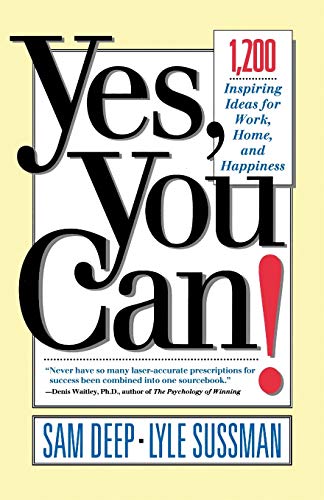 Yes,
You
Can!
1,200
Inspiring
Ideas for
Work,
Home,
and
Happiness
“Never have so many laser-accurate prescriptions for
success been combined into one sourcebook.”
—Denis Waitley, Ph.D., author of The Psychology of Winning
SAM DEEP • LYLE SUSSMAN